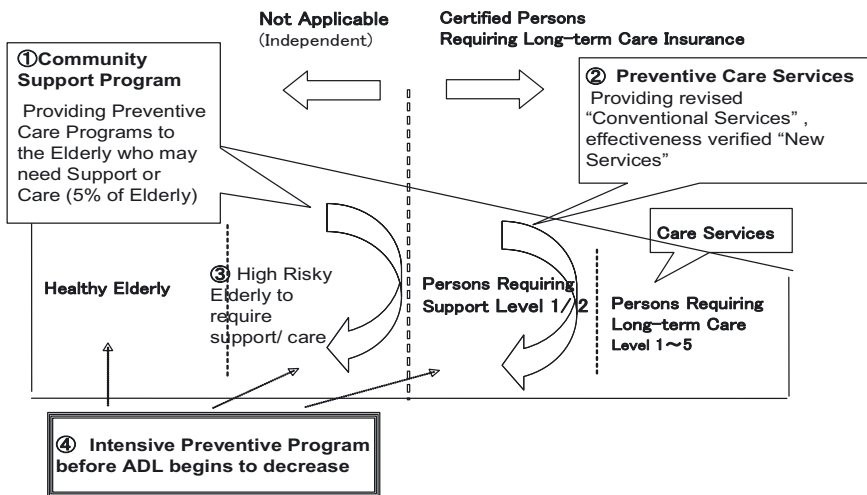 Not Applicable
(Independent)
Certified Persons
Requiring Long-term Care Insurance
①Community
Support Program
Providing Preventive
Care Programs to
the Elderly who may
need Support or
Care (5% of Elderly)
② Preventive Care Services
Providing revised
“Conventional Services” ,
effectiveness verified “New
Services”
Care Services
Healthy Elderly
③ High Risky
Elderly to
require
support/ care
Persons Requiring
Support Level 1/ 2
Persons Requiring
Long-term Care
Level 1～5
④ Intensive Preventive Program
before ADL begins to decrease